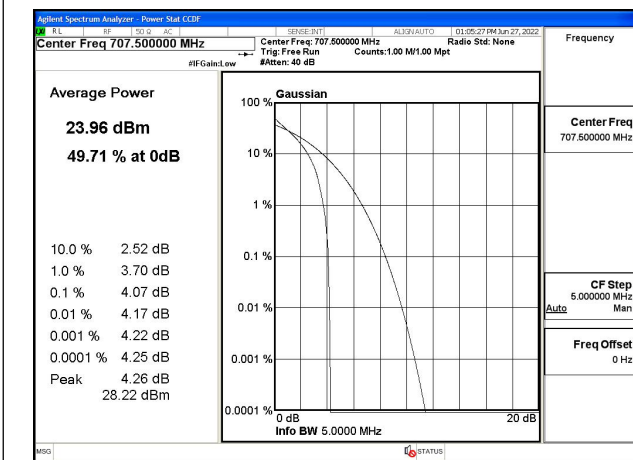 Agilent Spectrum Analyzer - Power Stat CCDF
RL RF 50 Ω AC SENSE:INT ALIGNAUTO 01:05:27 PM Jun 27, 2022
Center Freq 707.500000 MHz
Center Freq: 707.500000 MHz Radio Std: None
Trig: Free Run Counts:1.00 M/1.00 Mpt
#IFGain:Low #Atten: 40 dB
Frequency
Average Power
23.96 dBm
49.71 % at 0dB
10.0 % 2.52 dB
1.0 % 3.70 dB
0.1 % 4.07 dB
0.01 % 4.17 dB
0.001 % 4.22 dB
0.0001 % 4.25 dB
Peak 4.26 dB
28.22 dBm
Gaussian
100 %
10 %
1 %
0.1 %
0.01 %
0.001 %
0.0001 %
0 dB 20 dB
Info BW 5.0000 MHz
Center Freq
707.500000 MHz
CF Step
5.000000 MHz
Auto Man
Freq Offset
0 Hz
MSG STATUS